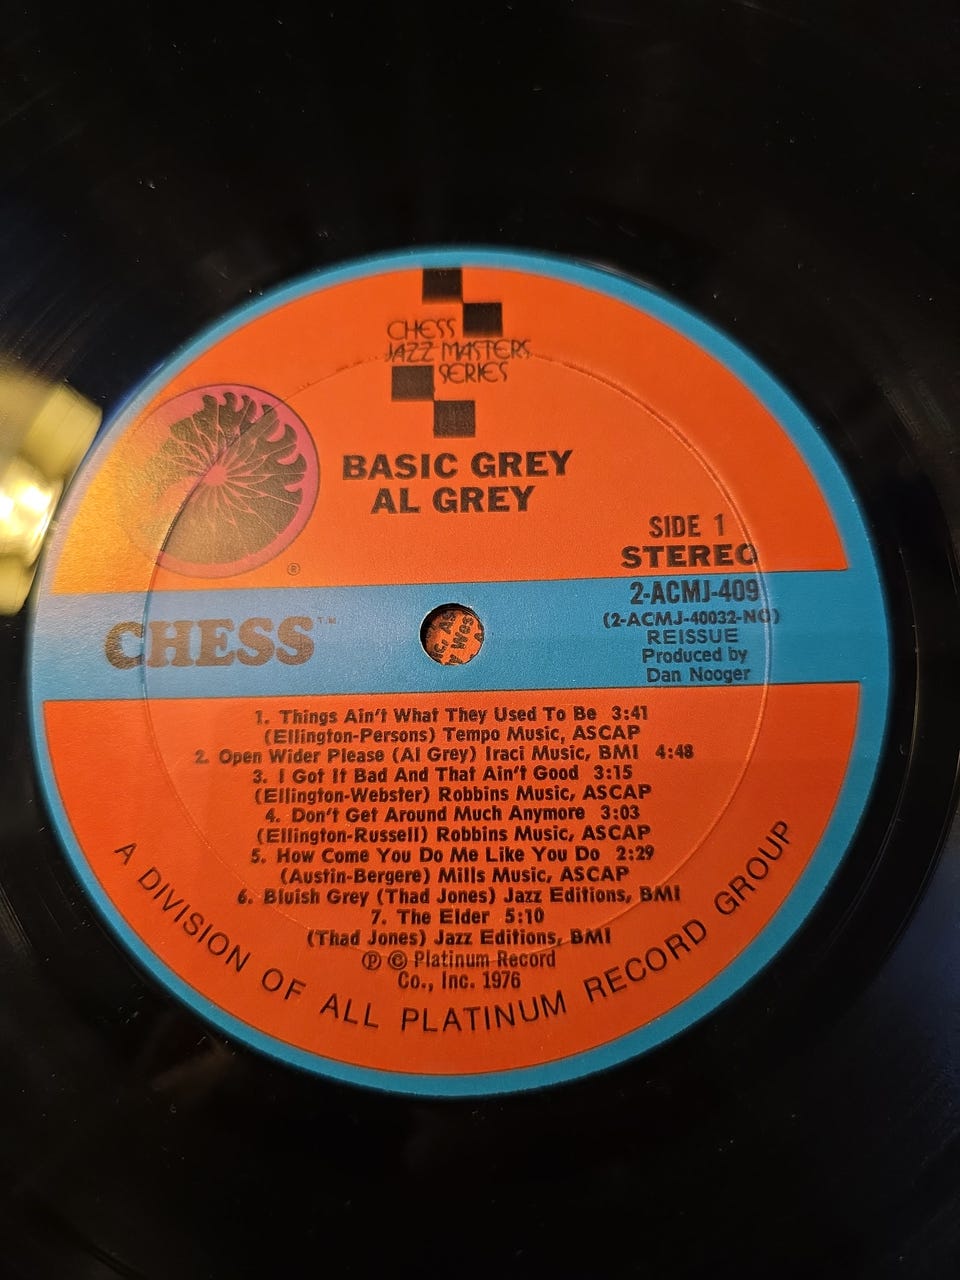 CHESS
JAZZ MASTERS
SERIES
BASIC GREY
AL GREY
SIDE 1
STEREO
2-ACMJ-409
(2-ACMJ-40032-NO)
REISSUE
Produced by
Dan Nooger
®
CHESS™
1. Things Ain't What They Used To Be 3:41
(Ellington-Persons) Tempo Music, ASCAP
2. Open Wider Please (Al Grey) Iraci Music, BMI 4:48
3. I Got It Bad And That Ain't Good 3:15
(Ellington-Webster) Robbins Music, ASCAP
4. Don't Get Around Much Anymore 3:03
(Ellington-Russell) Robbins Music, ASCAP
5. How Come You Do Me Like You Do 2:29
(Austin-Bergere) Mills Music, ASCAP
6. Bluish Grey (Thad Jones) Jazz Editions, BMI
7. The Elder 5:10
(Thad Jones) Jazz Editions, BMI
℗ © Platinum Record
Co., Inc. 1976
A DIVISION OF ALL PLATINUM RECORD GROUP